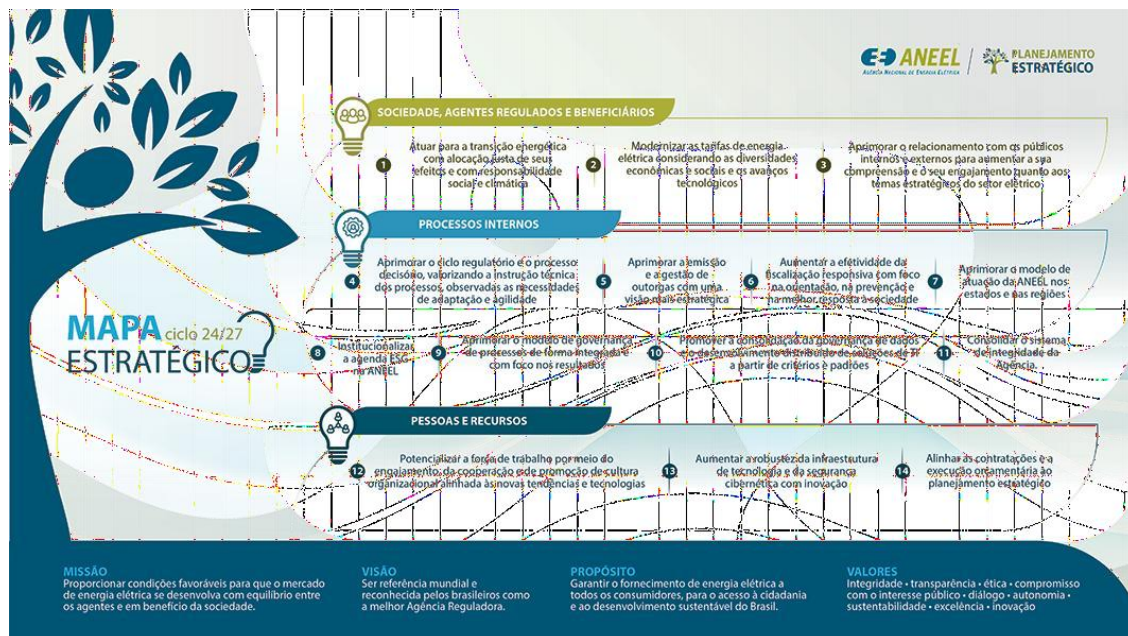 ANEEL
AGÊNCIA NACIONAL DE ENERGIA ELÉTRICA
PLANEJAMENTO
ESTRATÉGICO
MAPA ciclo 24/27
ESTRATÉGICO
SOCIEDADE, AGENTES REGULADOS E BENEFICIÁRIOS
1
Atuar para a transição energética
com alocação justa de seus
efeitos e com responsabilidade
social e climática
2
Modernizar as tarifas de energia
elétrica considerando as diversidades
econômicas e sociais e os avanços
tecnológicos
3
Aprimorar o relacionamento com os públicos
internos e externos para aumentar a sua
compreensão e o seu engajamento quanto aos
temas estratégicos do setor elétrico
PROCESSOS INTERNOS
4
Aprimorar o ciclo regulatório e o processo
decisório, valorizando a instrução técnica
dos processos, observadas as necessidades
de adaptação e agilidade
5
Aprimorar a emissão
e a gestão de
outorgas com uma
visão mais estratégica
6
Aumentar a efetividade da
fiscalização responsiva com foco
na orientação, na prevenção e
na melhor resposta à sociedade
7
Aprimorar o modelo de
atuação da ANEEL nos
estados e nas regiões
8
Institucionalizar
a agenda ESG
na ANEEL
9
Aprimorar o modelo de governança
de processos de forma integrada e
com foco nos resultados
10
Promover a consolidação da governança de dados
e o desenvolvimento distribuído de soluções de TI
a partir de critérios e padrões
11
Consolidar o sistema
de integridade da
Agência.
PESSOAS E RECURSOS
12
Potencializar a força de trabalho por meio do
engajamento, da cooperação e de promoção de cultura
organizacional alinhada às novas tendências e tecnologias
13
Aumentar a robustez da infraestrutura
de tecnologia e da segurança
cibernética com inovação
14
Alinhar as contratações e a
execução orçamentária ao
planejamento estratégico
MISSÃO
Proporcionar condições favoráveis para que o mercado
de energia elétrica se desenvolva com equilíbrio entre
os agentes e em benefício da sociedade.
VISÃO
Ser referência mundial e
reconhecida pelos brasileiros como
a melhor Agência Reguladora.
PROPÓSITO
Garantir o fornecimento de energia elétrica a
todos os consumidores, para o acesso à cidadania
e ao desenvolvimento sustentável do Brasil.
VALORES
Integridade • transparência • ética • compromisso
com o interesse público • diálogo • autonomia •
sustentabilidade • excelência • inovação